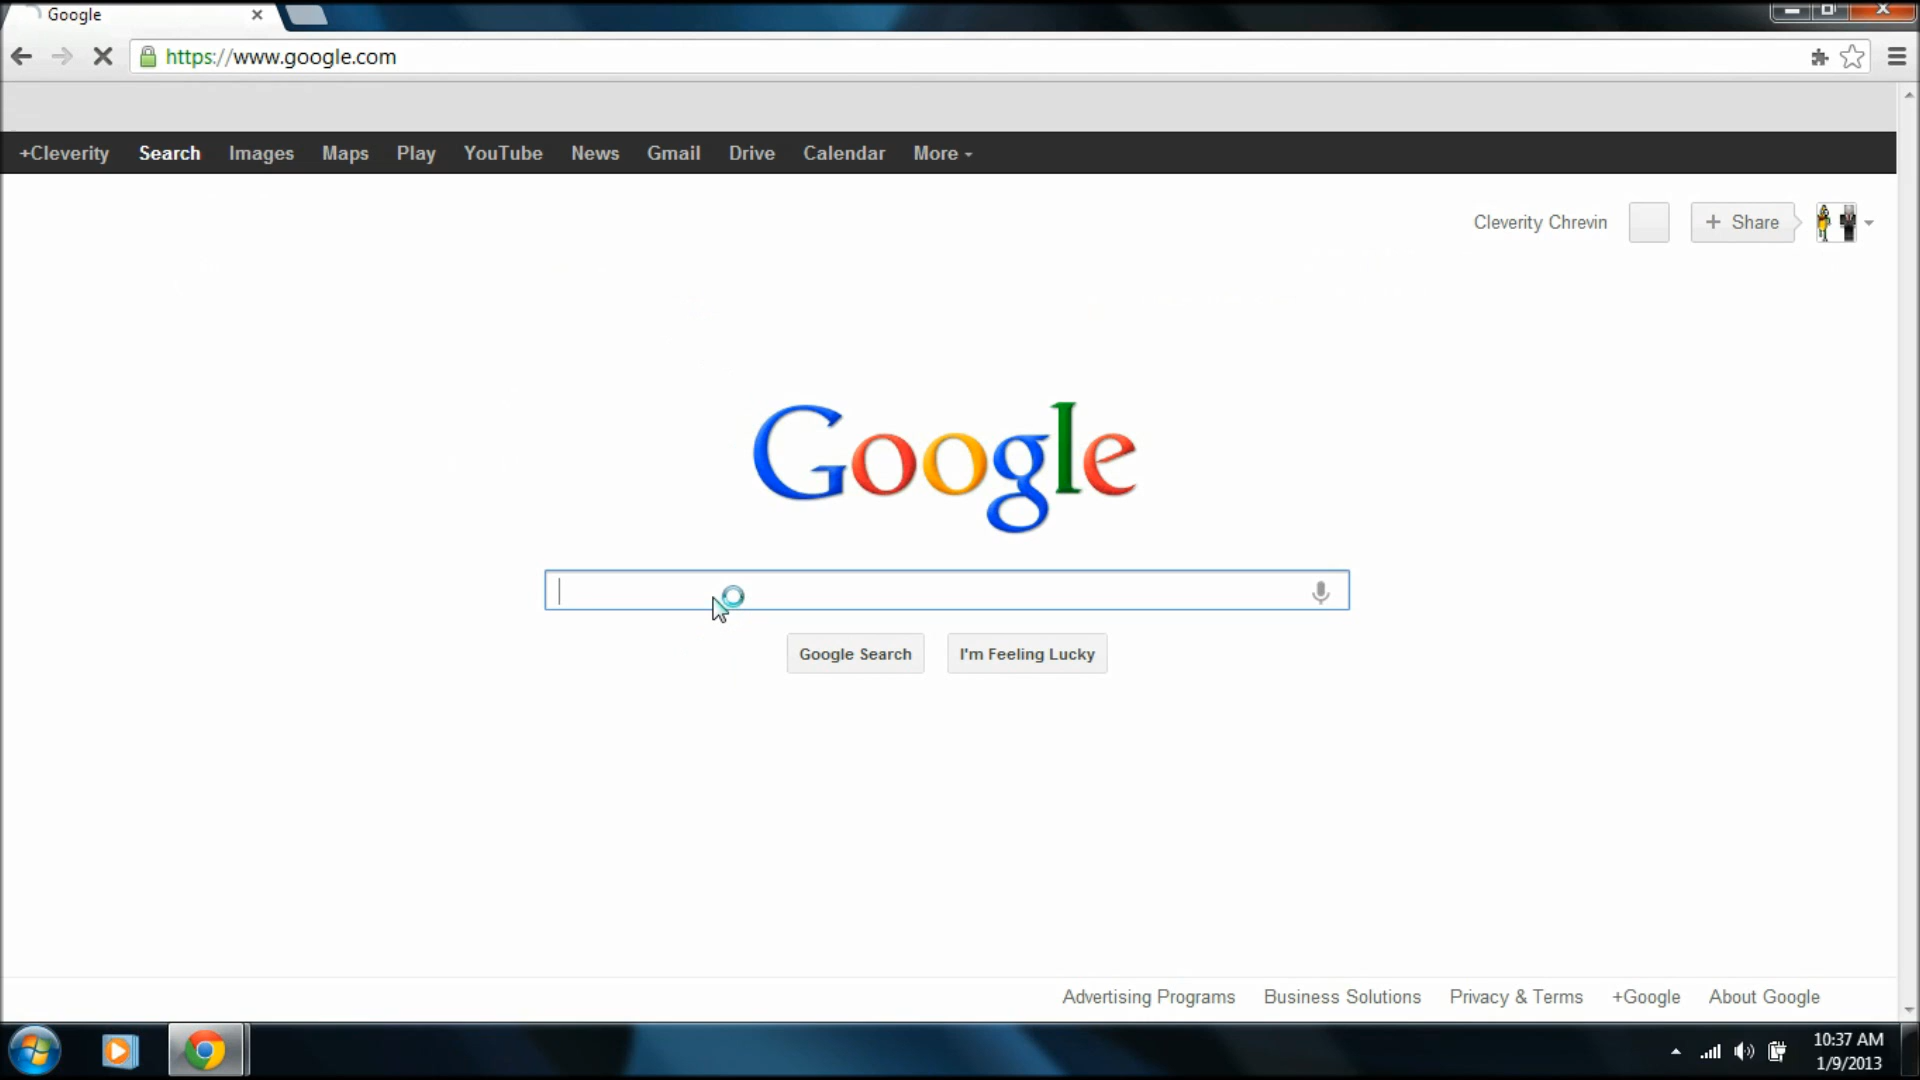 Google
https://www.google.com
+Cleverity Search Images Maps Play YouTube News Gmail Drive Calendar More
Cleverity Chrevin + Share
Google
Google Search I'm Feeling Lucky
Advertising Programs Business Solutions Privacy & Terms +Google About Google
10:37 AM
1/9/2013